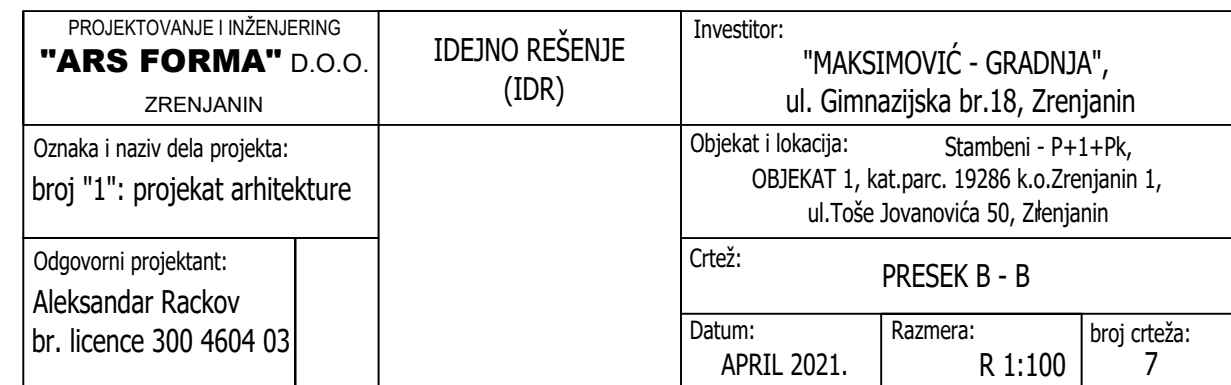 PROJEKTOVANJE I INŽENJERING
"ARS FORMA" D.O.O.
ZRENJANIN
IDEJNO REŠENJE
(IDR)
Investitor:
"MAKSIMOVIĆ - GRADNJA",
ul. Gimnazijska br.18, Zrenjanin
Oznaka i naziv dela projekta:
broj "1": projekat arhitekture
Objekat i lokacija:
Stambeni - P+1+Pk,
OBJEKAT 1, kat.parc. 19286 k.o.Zrenjanin 1,
ul.Toše Jovanovića 50, Zrenjanin
Odgovorni projektant:
Aleksandar Rackov
br. licence 300 4604 03
Crtež:
PRESEK B - B
Datum:
APRIL 2021.
Razmera:
R 1:100
broj crteža:
7